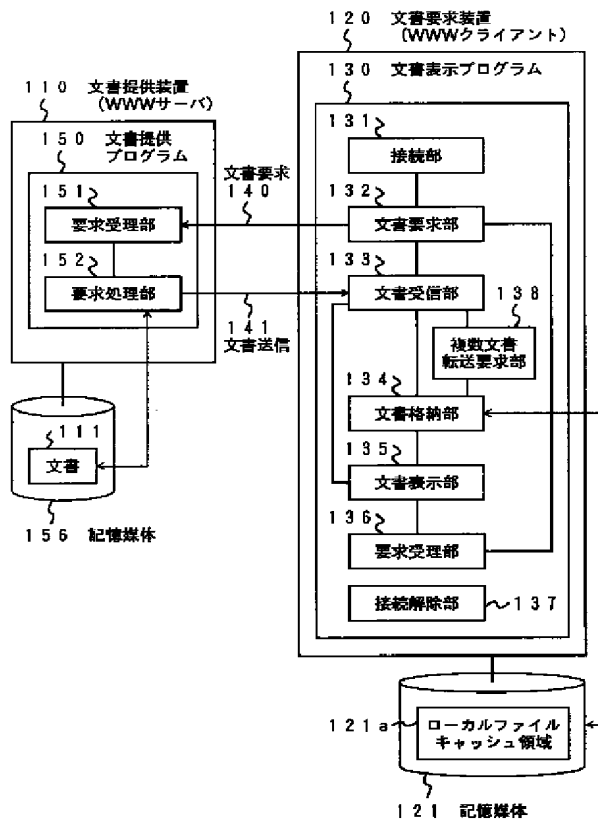 120 文書要求装置
(WWWクライアント)
130 文書表示プログラム
110 文書提供装置
(WWWサーバ)
150 文書提供
プログラム
151
要求受理部
152
要求処理部
文書要求
140
141
文書送信
131
接続部
132
文書要求部
133
文書受信部
138
複数文書
転送要求部
134
文書格納部
135
文書表示部
136
要求受理部
接続解除部
137
111
文書
156 記憶媒体
121a
ローカルファイル
キャッシュ領域
121 記憶媒体